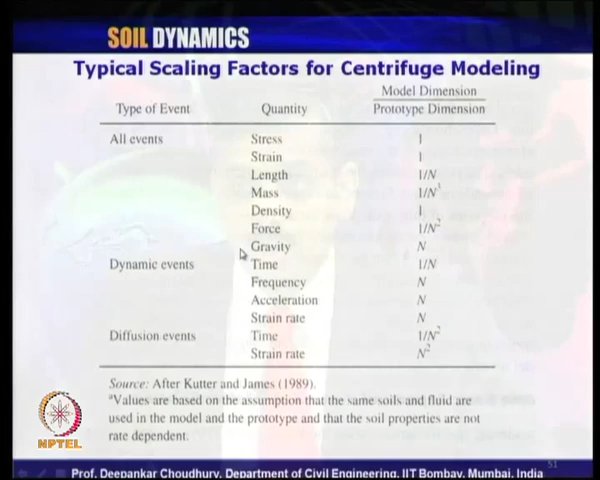 SOIL DYNAMICS
Typical Scaling Factors for Centrifuge Modeling
Model Dimension
Type of Event Quantity Prototype Dimension
All events Stress 1
Strain 1
Length 1/N
Mass 1/N³
Density 1
Force 1/N²
Gravity N
Dynamic events Time 1/N
Frequency N
Acceleration N
Strain rate N
Diffusion events Time 1/N²
Strain rate N²
Source: After Kutter and James (1989).
ᵃValues are based on the assumption that the same soils and fluid are
used in the model and the prototype and that the soil properties are not
rate dependent.
NPTEL
51
Prof. Deepankar Choudhury, Department of Civil Engineering, IIT Bombay, Mumbai, India